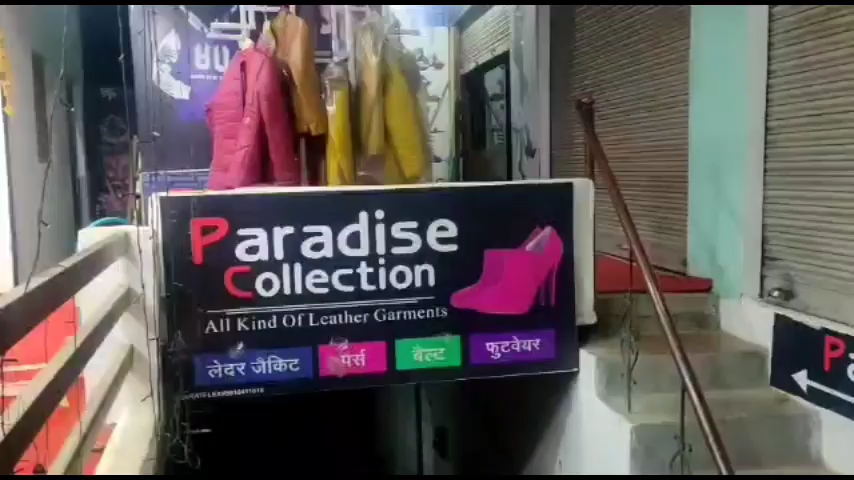 Paradise
Collection
All Kind Of Leather Garments
लेदर जैकिट
पर्स
बैल्ट
फुटवेयर